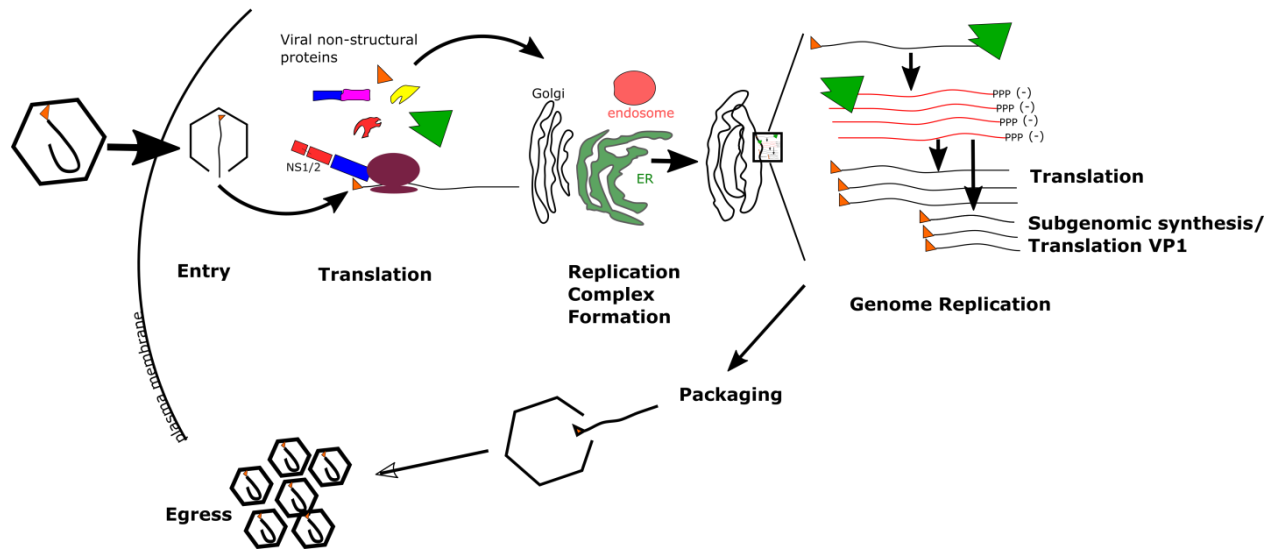 Viral non-structural
proteins
Golgi
endosome
NS1/2
ER
PPP (-)
PPP (-)
PPP (-)
PPP (-)
Translation
Subgenomic synthesis/
Translation VP1
Entry
Translation
Replication
Complex
Formation
Genome Replication
plasma membrane
Packaging
Egress